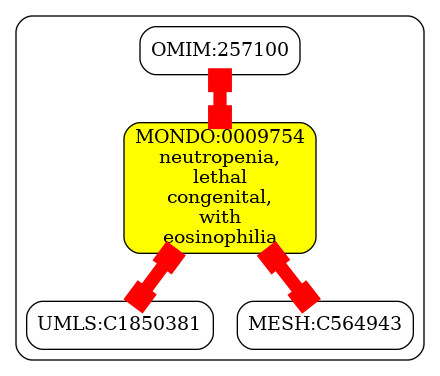 OMIM:257100
MONDO:0009754
neutropenia,
lethal
congenital,
with
eosinophilia
UMLS:C1850381
MESH:C564943